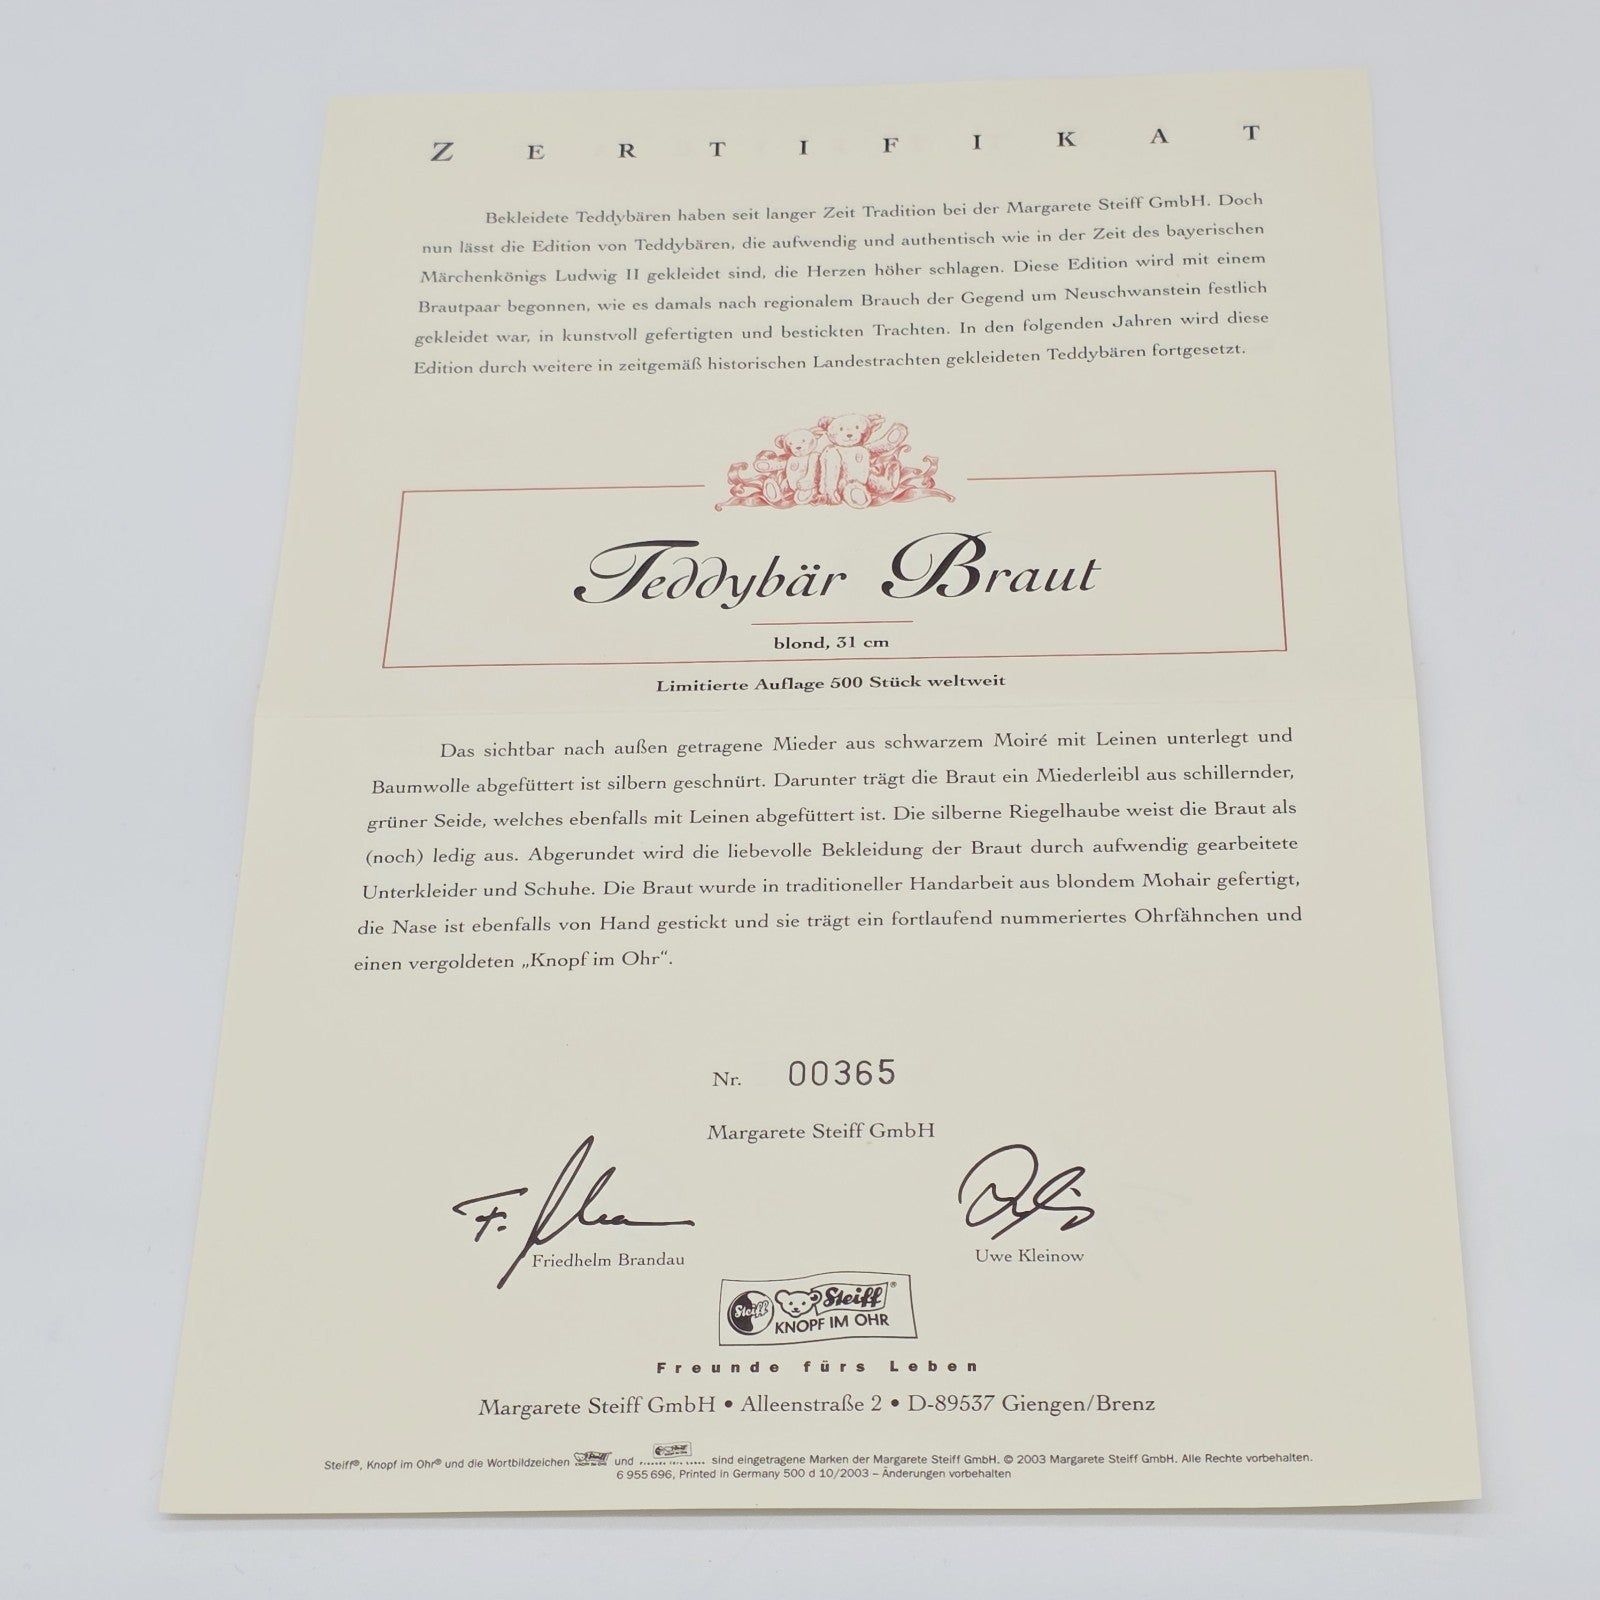 ZERTIFIKAT
Bekleidete Teddybären haben seit langer Zeit Tradition bei der Margarete Steiff GmbH. Doch
nun lässt die Edition von Teddybären, die aufwendig und authentisch wie in der Zeit des bayerischen
Märchenkönigs Ludwig II gekleidet sind, die Herzen höher schlagen. Diese Edition wird mit einem
Brautpaar begonnen, wie es damals nach regionalem Brauch der Gegend um Neuschwanstein festlich
gekleidet war, in kunstvoll gefertigten und bestickten Trachten. In den folgenden Jahren wird diese
Edition durch weitere in zeitgemäß historischen Landestrachten gekleideten Teddybären fortgesetzt.
Teddybär Braut
blond, 31 cm
Limitierte Auflage 500 Stück weltweit
Das sichtbar nach außen getragene Mieder aus schwarzem Moiré mit Leinen unterlegt und
Baumwolle abgefüttert ist silbern geschnürt. Darunter trägt die Braut ein Miederleibl aus schillernder,
grüner Seide, welches ebenfalls mit Leinen abgefüttert ist. Die silberne Riegelhaube weist die Braut als
(noch) ledig aus. Abgerundet wird die liebevolle Bekleidung der Braut durch aufwendig gearbeitete
Unterkleider und Schuhe. Die Braut wurde in traditioneller Handarbeit aus blondem Mohair gefertigt,
die Nase ist ebenfalls von Hand gestickt und sie trägt ein fortlaufend nummeriertes Ohrfähnchen und
einen vergoldeten „Knopf im Ohr“.
Nr. 00365
Margarete Steiff GmbH
Friedhelm Brandau
Uwe Kleinow
Steiff Steiff®
KNOPF IM OHR
Freunde fürs Leben
Margarete Steiff GmbH • Alleenstraße 2 • D-89537 Giengen/Brenz
Steiff®, Knopf im Ohr® und die Wortbildzeichen und sind eingetragene Marken der Margarete Steiff GmbH. © 2003 Margarete Steiff GmbH. Alle Rechte vorbehalten.
6 955 696, Printed in Germany 500 d 10/2003 – Änderungen vorbehalten